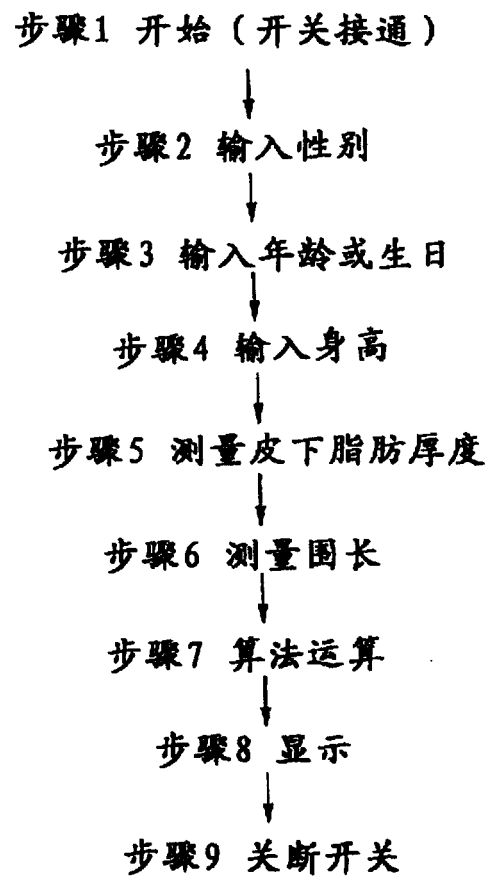 步骤1 开始（开关接通）
步骤2 输入性别
步骤3 输入年龄或生日
步骤4 输入身高
步骤5 测量皮下脂肪厚度
步骤6 测量围长
步骤7 算法运算
步骤8 显示
步骤9 关断开关